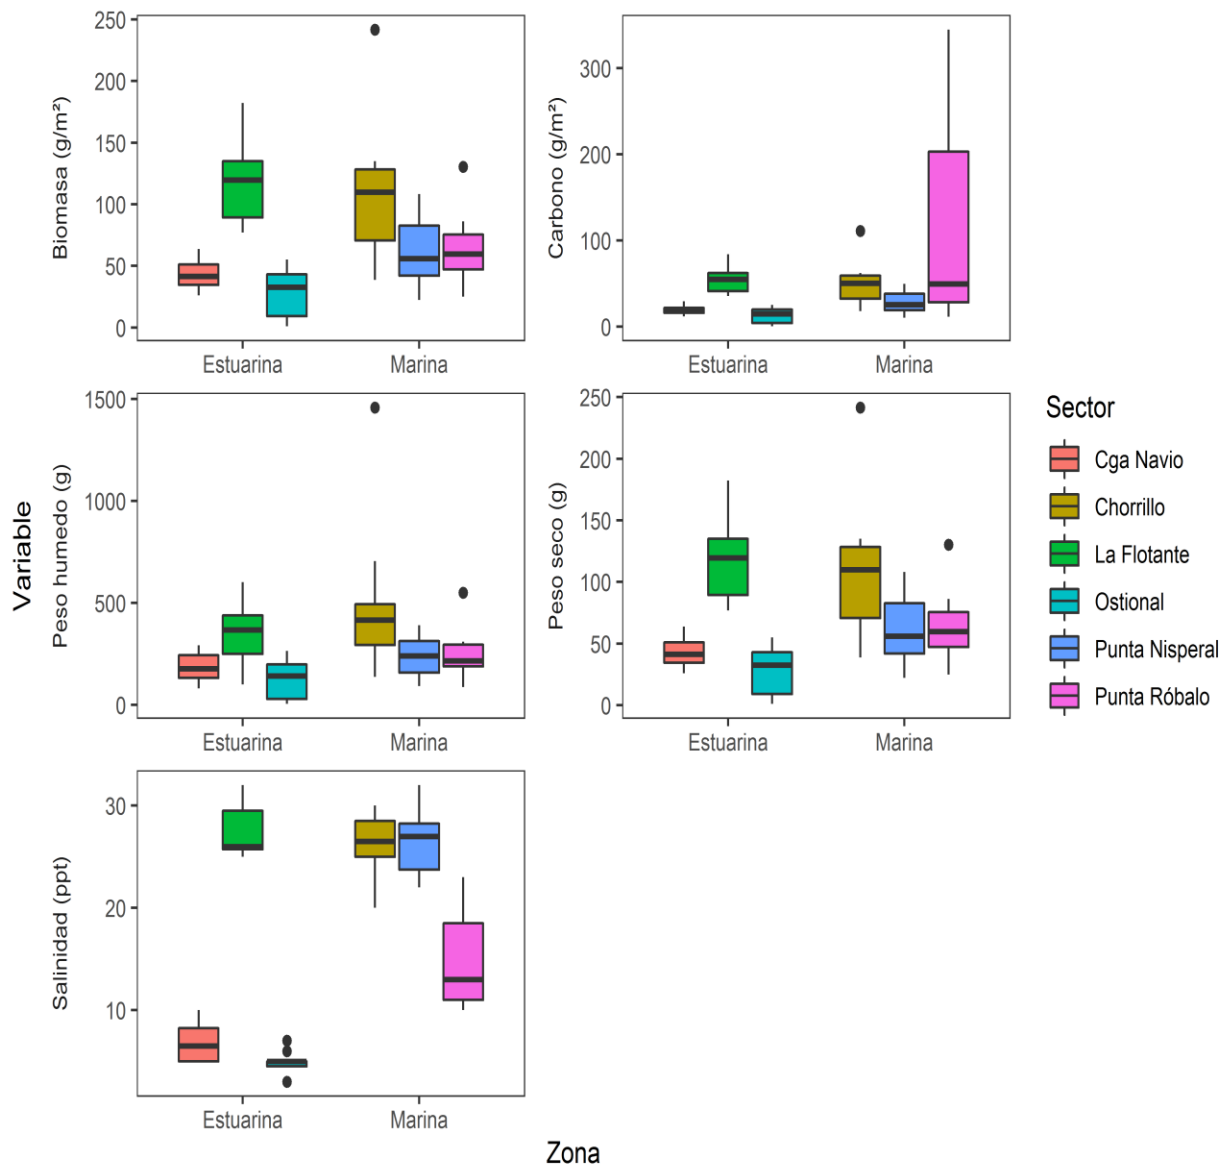 250
200
150
100
50
0
Biomasa (g/m²)
Estuarina
Marina
300
200
100
0
Carbono (g/m²)
Estuarina
Marina
1500
1000
500
0
Peso humedo (g)
Estuarina
Marina
250
200
150
100
50
0
Peso seco (g)
Estuarina
Marina
30
20
10
Salinidad (ppt)
Estuarina
Marina
Variable
Zona
Sector
Cga Navio
Chorrillo
La Flotante
Ostional
Punta Nisperal
Punta Róbalo